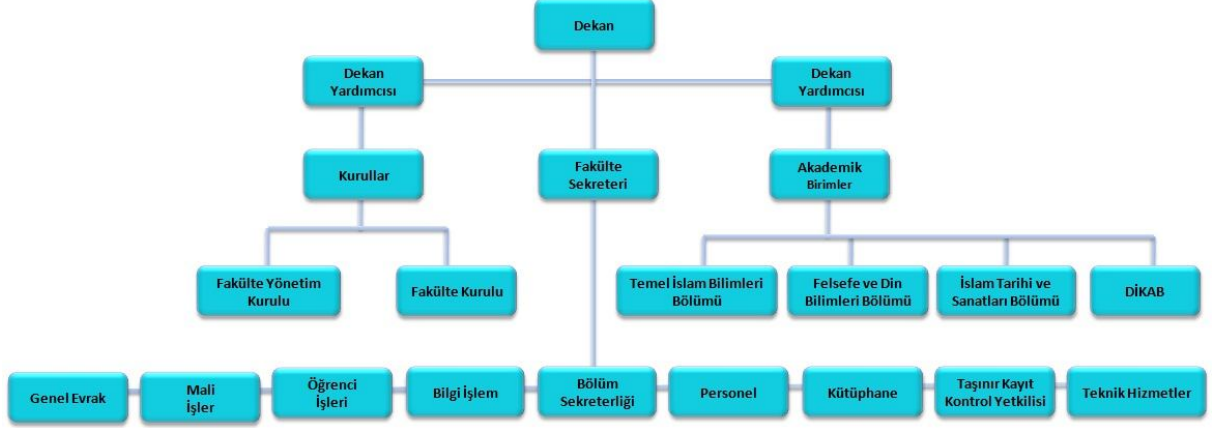 Dekan
Dekan
Yardımcısı
Dekan
Yardımcısı
Kurullar
Fakülte
Sekreteri
Akademik
Birimler
Fakülte Yönetim
Kurulu
Fakülte Kurulu
Temel İslam Bilimleri
Bölümü
Felsefe ve Din
Bilimleri Bölümü
İslam Tarihi ve
Sanatları Bölümü
DİKAB
Genel Evrak
Mali
İşler
Öğrenci
İşleri
Bilgi İşlem
Bölüm
Sekreterliği
Personel
Kütüphane
Taşınır Kayıt
Kontrol Yetkilisi
Teknik Hizmetler